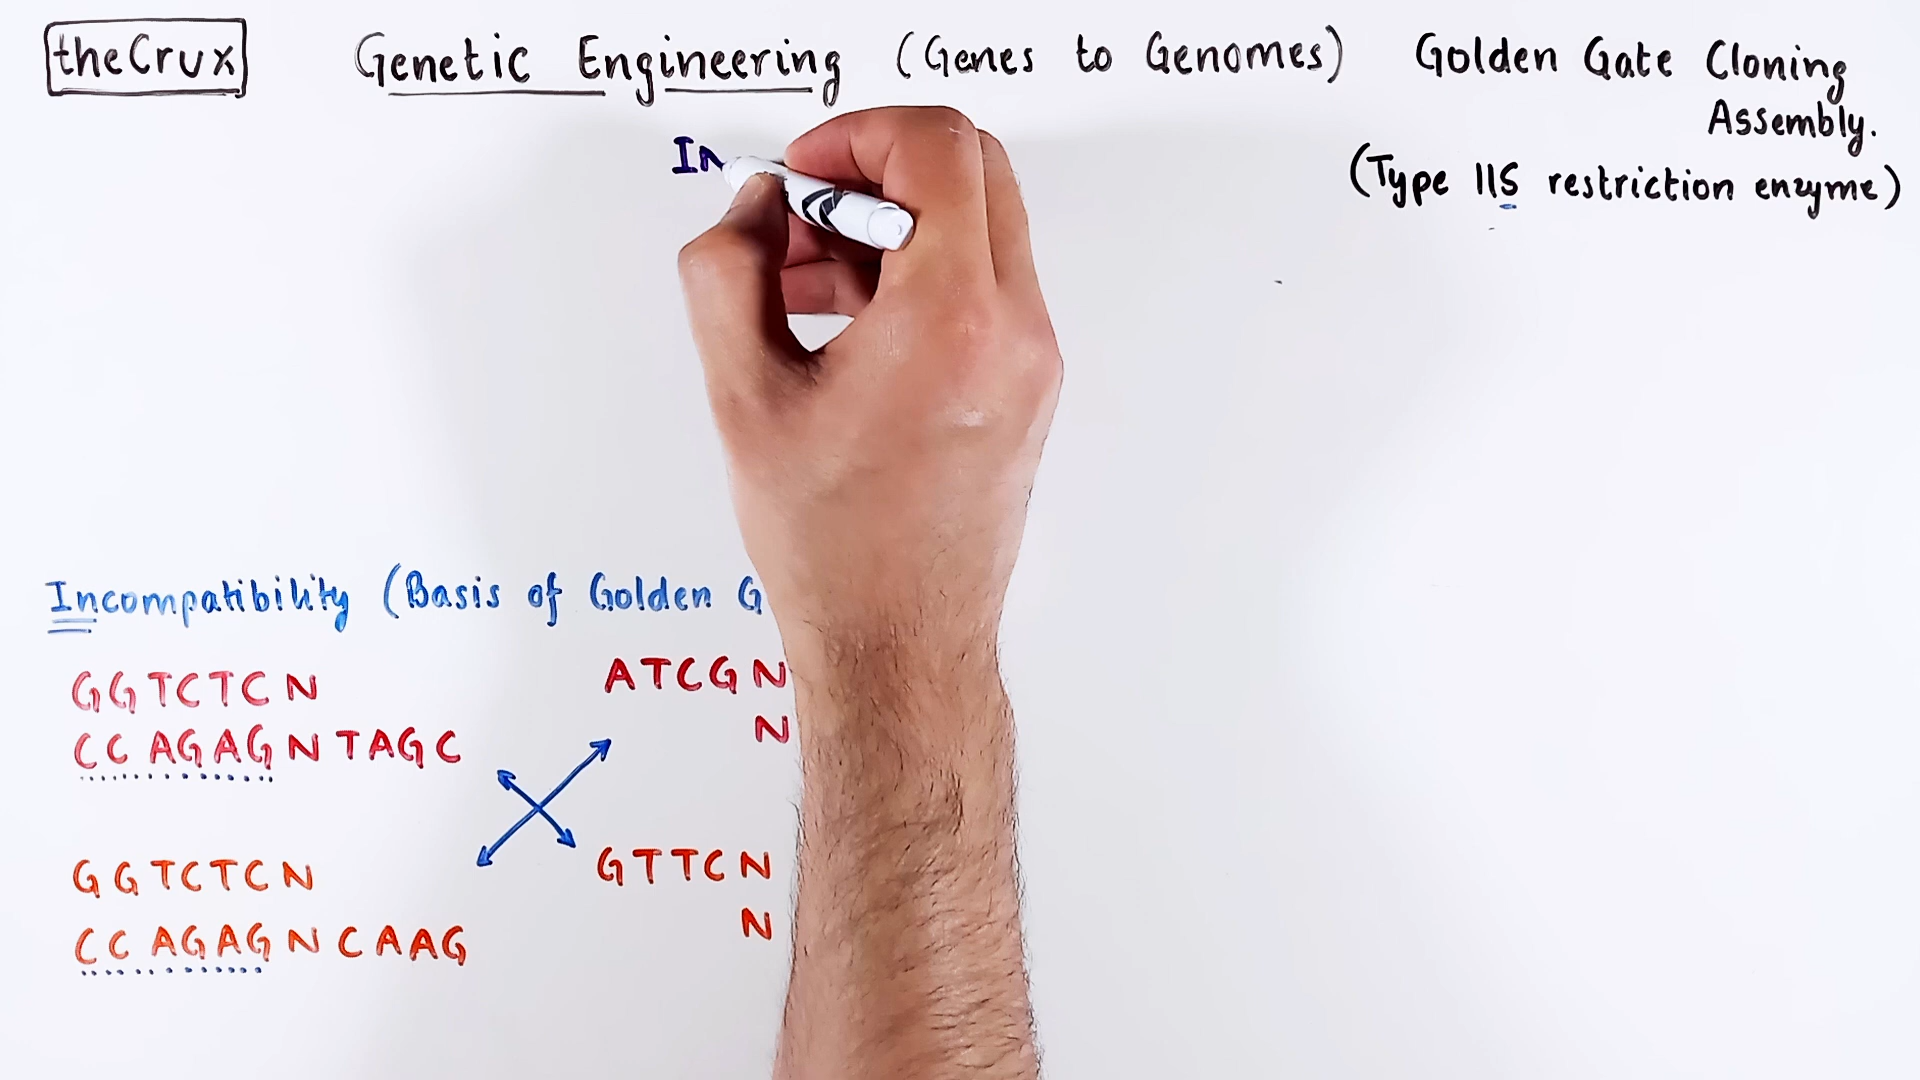 theCrux
Genetic Engineering (Genes to Genomes)
Golden Gate Cloning
Assembly.
(Type IIS restriction enzyme)
Incompatibility (Basis of Golden G
GGTCTCN
ATCGN
CCAGAGNTAGC
N
GGTCTCN
GTTCN
CCAGAGNCAAG
N